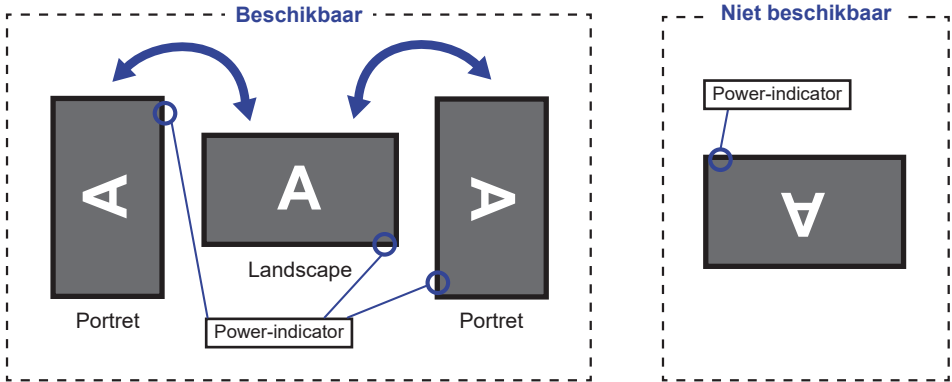 Beschikbaar
Niet beschikbaar
Power-indicator
A
A
A
A
Landscape
Portret
Power-indicator
Portret